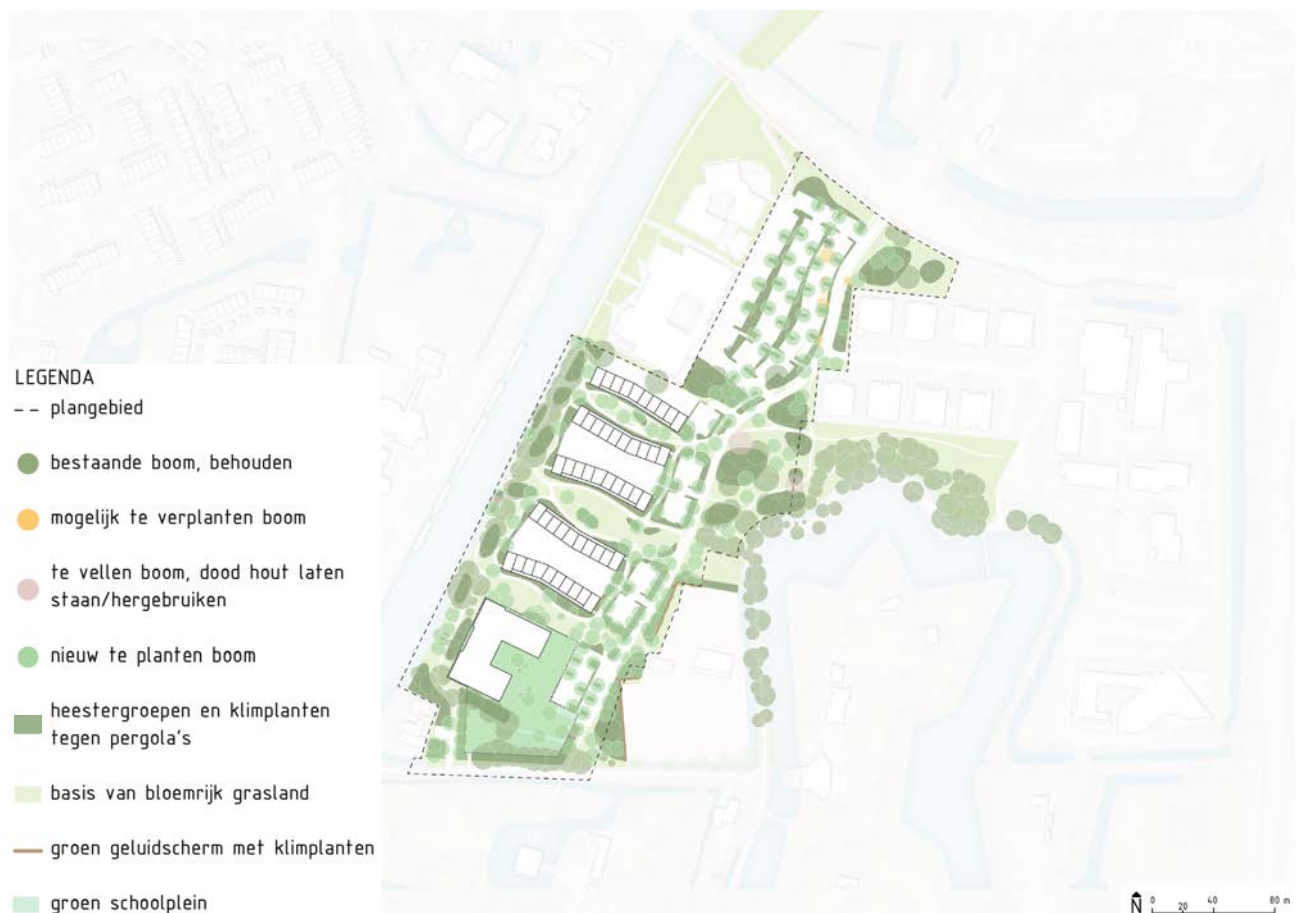 LEGENDA
-- plangebied
bestaande boom, behouden
mogelijk te verplanten boom
te vellen boom, dood hout laten
staan/hergebruiken
nieuw te planten boom
heestergroepen en klimplanten
tegen pergola's
basis van bloemrijk grasland
groen geluidscherm met klimplanten
groen schoolplein
N 0 20 40 80 m